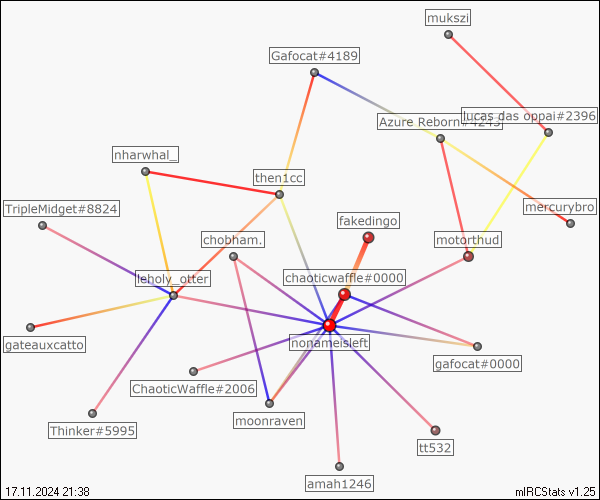 mukszi
Gafocat#4189
Azure Reborn#4243
lucas das oppai#2396
nharwhal_
then1cc
TripleMidget#8824
mercurybro
fakedingo
chobham.
motorthud
leholy_otter
chaoticwaffle#0000
nonameisleft
gateauxcatto
gafocat#0000
ChaoticWaffle#2006
moonraven
Thinker#5995
tt532
amah1246
17.11.2024 21:38
mIRCStats v1.25